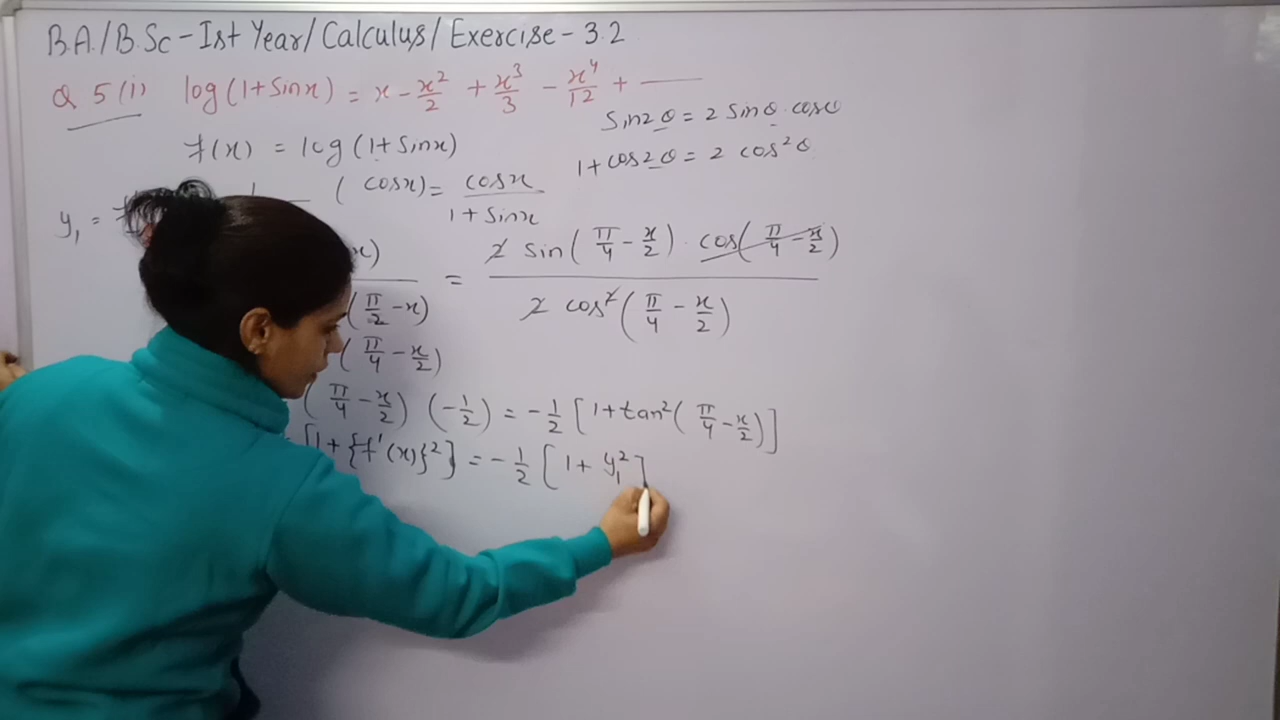 B.A./B.Sc - Ist Year/Calculus/Exercise - 3.2
Q 5(i) log(1+Sinx) = x - x²/2 + x³/3 - x⁴/12 + ———
Sin2θ = 2 Sinθ. cosθ
f(x) = log(1+Sinx)
1+cos2θ = 2 cos²θ
y₁ = (cosx) = cosx / 1+Sinx
x) = 2 sin(π/4 - x/2) . cos(π/4 - x/2) / 2 cos²(π/4 - x/2)
(π/2 - x)
(π/4 - x/2)
(π/4 - x/2) (-1/2) = -1/2 [1+tan²(π/4 - x/2)]
= [1+{f'(x)}²] = -1/2 [1+ y₁²]